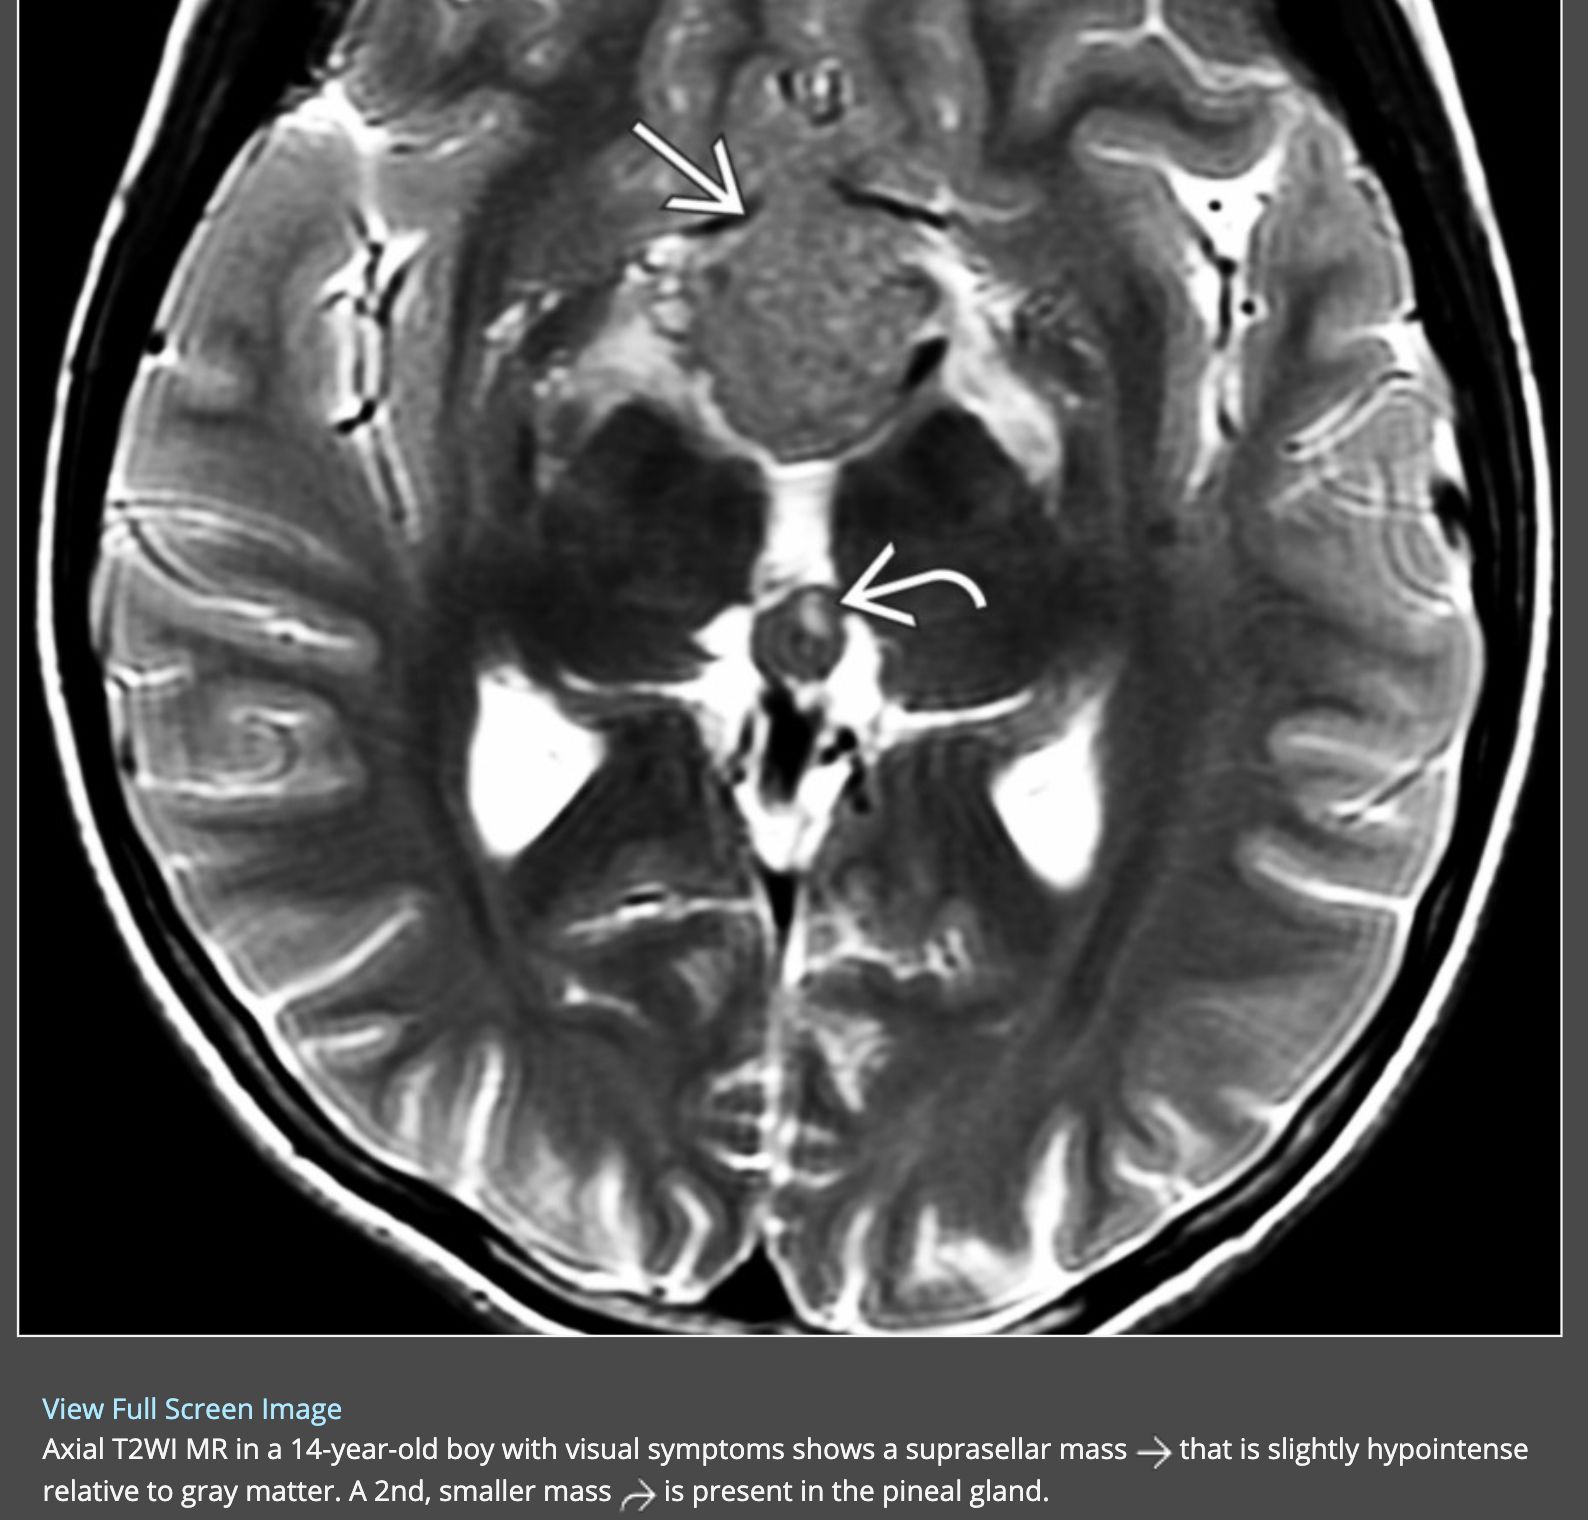 View Full Screen Image
Axial T2WI MR in a 14-year-old boy with visual symptoms shows a suprasellar mass → that is slightly hypointense
relative to gray matter. A 2nd, smaller mass ↷ is present in the pineal gland.